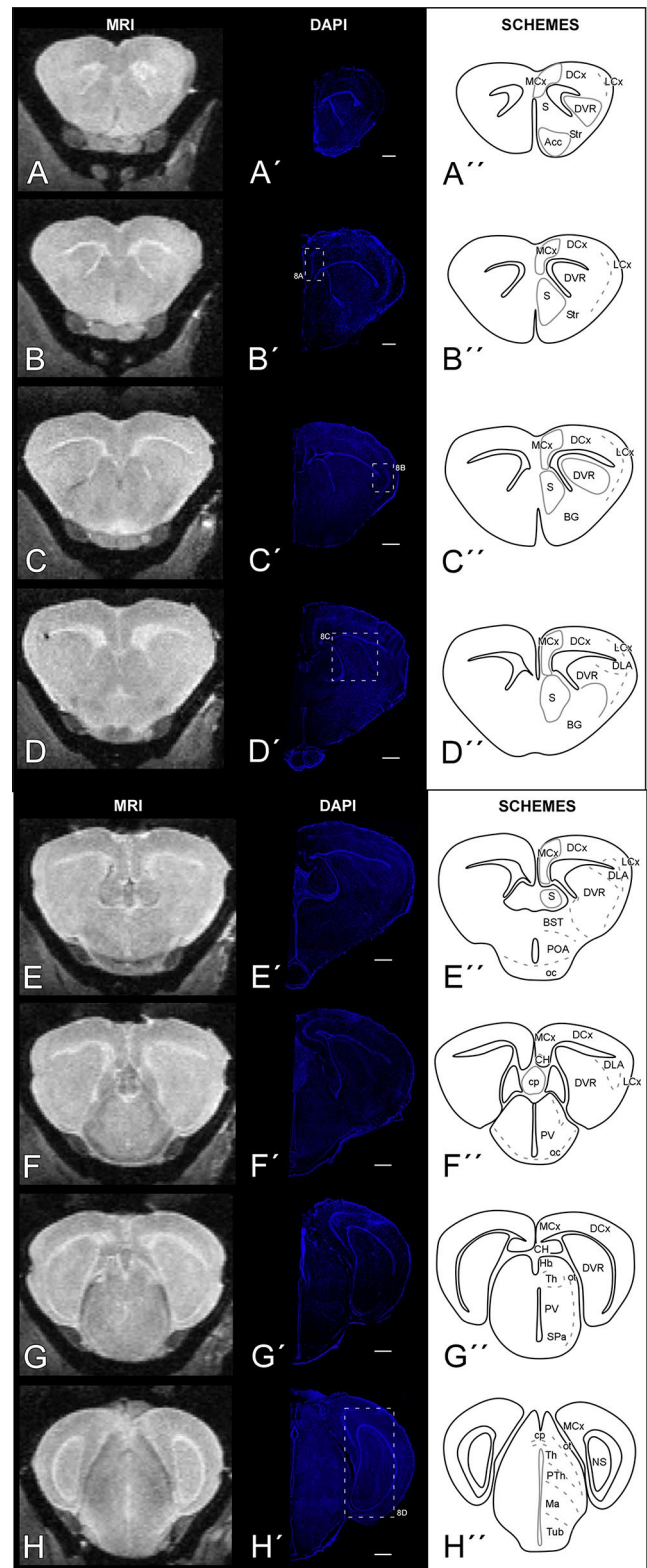 MRI DAPI SCHEMES
A A´ A´´
MCx DCx LCx
S DVR
Str
Acc
B B´ B´´
8A
MCx DCx
LCx
DVR
S
Str
C C´ C´´
8B
MCx DCx
LCx
DVR
S
BG
D D´ D´´
8C
MCx DCx
LCx
DLA
DVR
S
BG
MRI DAPI SCHEMES
E E´ E´´
MCx DCx
LCx
DLA
DVR
S
BST
POA
oc
F F´ F´´
MCx DCx
CH
DLA
cp DVR LCx
PV
oc
G G´ G´´
MCx DCx
CH
Hb DVR
Th ot
PV
SPa
H H´ H´´
8D
MCx
cp
ot
Th NS
PTh
Ma
Tub